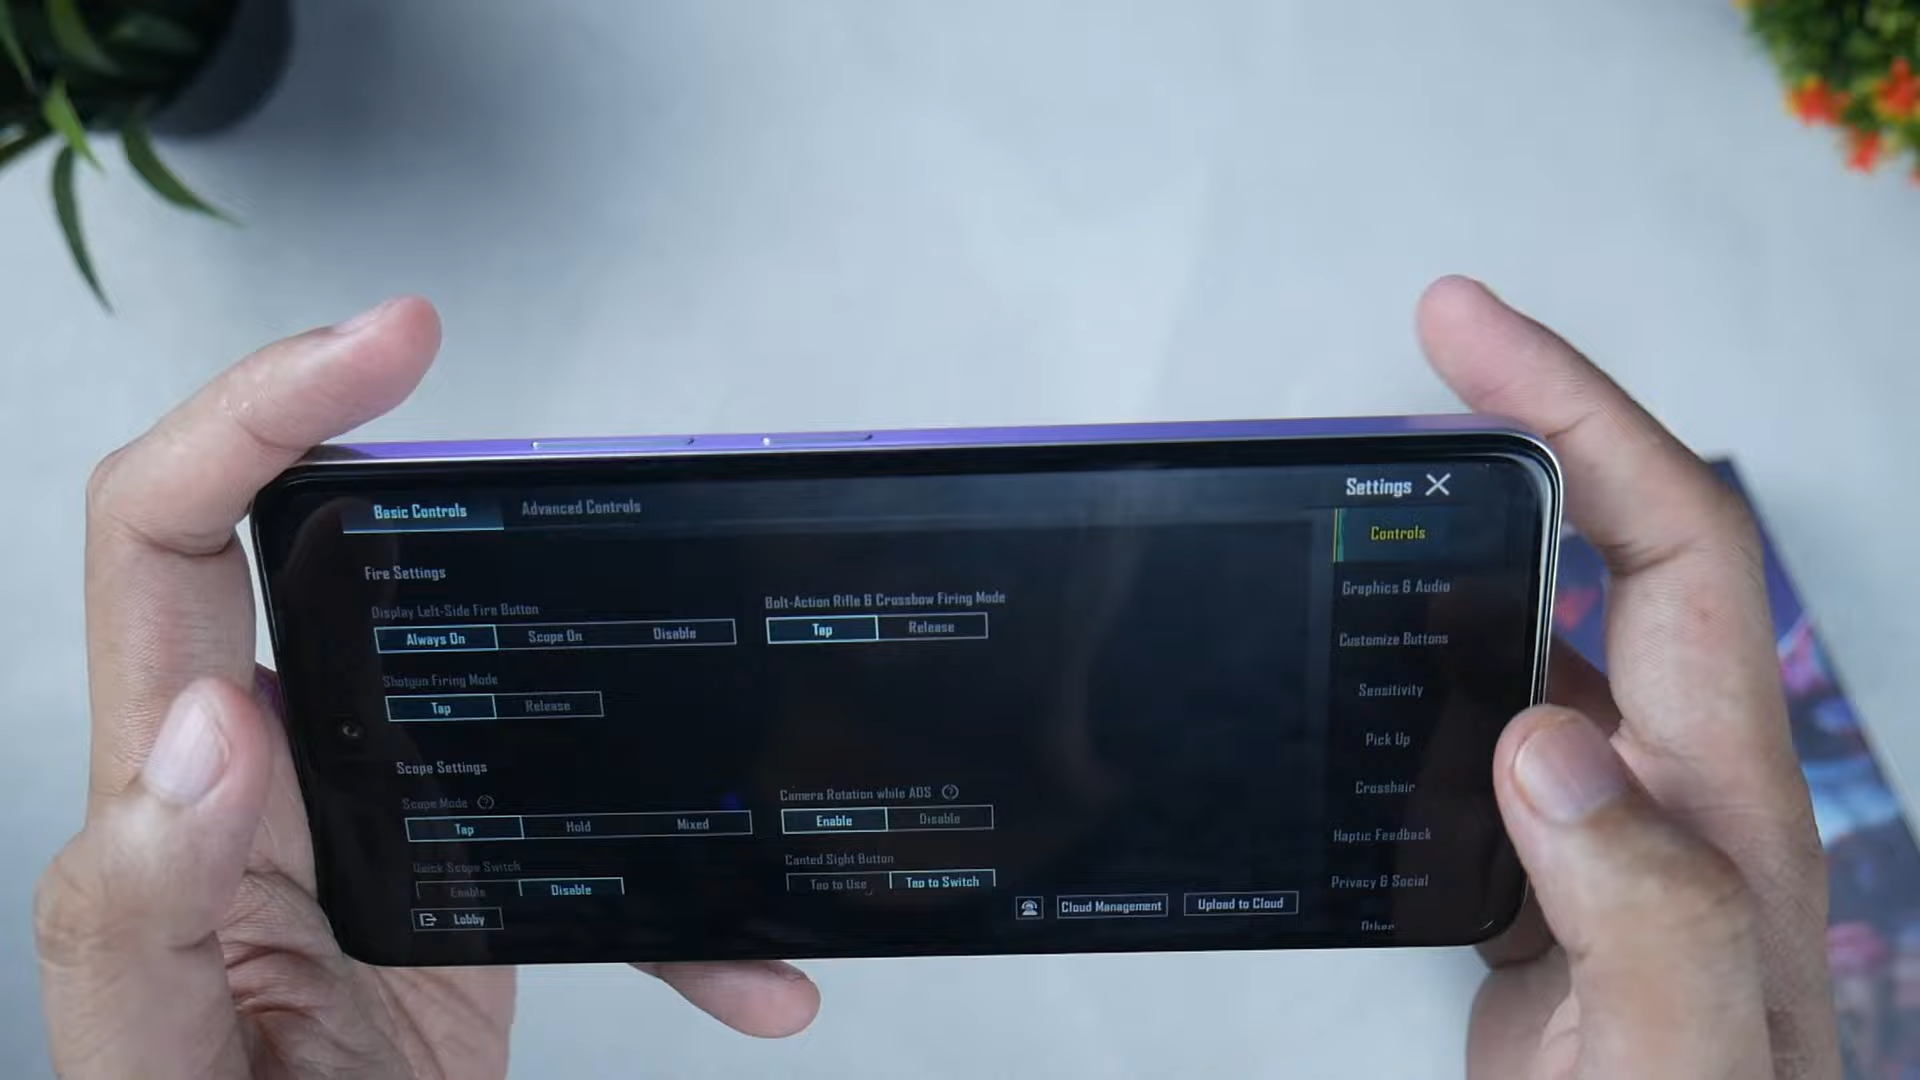 Basic Controls
Advanced Controls
Settings
Fire Settings
Display Left-Side Fire Button
Always On
Scope On
Disable
Bolt-Action Rifle & Crossbow Firing Mode
Tap
Release
Shotgun Firing Mode
Tap
Release
Scope Settings
Scope Mode ?
Tap
Hold
Mixed
Camera Rotation while ADS ?
Enable
Disable
Quick Scope Switch
Enable
Disable
Canted Sight Button
Tap to Use
Tap to Switch
Lobby
Cloud Management
Upload to Cloud
Controls
Graphics & Audio
Customize Buttons
Sensitivity
Pick Up
Crosshair
Haptic Feedback
Privacy & Social
Other